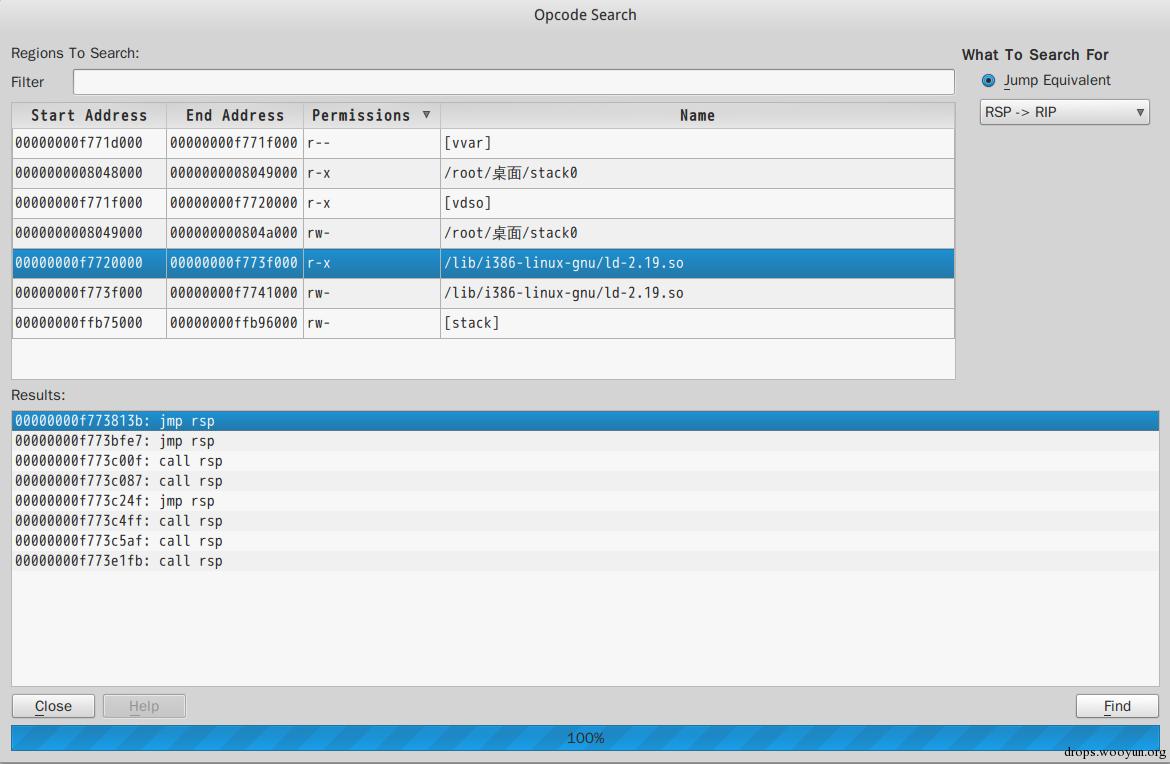 Opcode Search
Regions To Search:
Filter
Start Address End Address Permissions ▼ Name
00000000f771d000 00000000f771f000 r-- [vvar]
0000000008048000 0000000008049000 r-x /root/桌面/stack0
00000000f771f000 00000000f7720000 r-x [vdso]
0000000008049000 000000000804a000 rw- /root/桌面/stack0
00000000f7720000 00000000f773f000 r-x /lib/i386-linux-gnu/ld-2.19.so
00000000f773f000 00000000f7741000 rw- /lib/i386-linux-gnu/ld-2.19.so
00000000ffb75000 00000000ffb96000 rw- [stack]
What To Search For
Jump Equivalent
RSP -> RIP ▼
Results:
00000000f773813b: jmp rsp
00000000f773bfe7: jmp rsp
00000000f773c00f: call rsp
00000000f773c087: call rsp
00000000f773c24f: jmp rsp
00000000f773c4ff: call rsp
00000000f773c5af: call rsp
00000000f773e1fb: call rsp
Close Help Find
100%
drops.wooyun.org